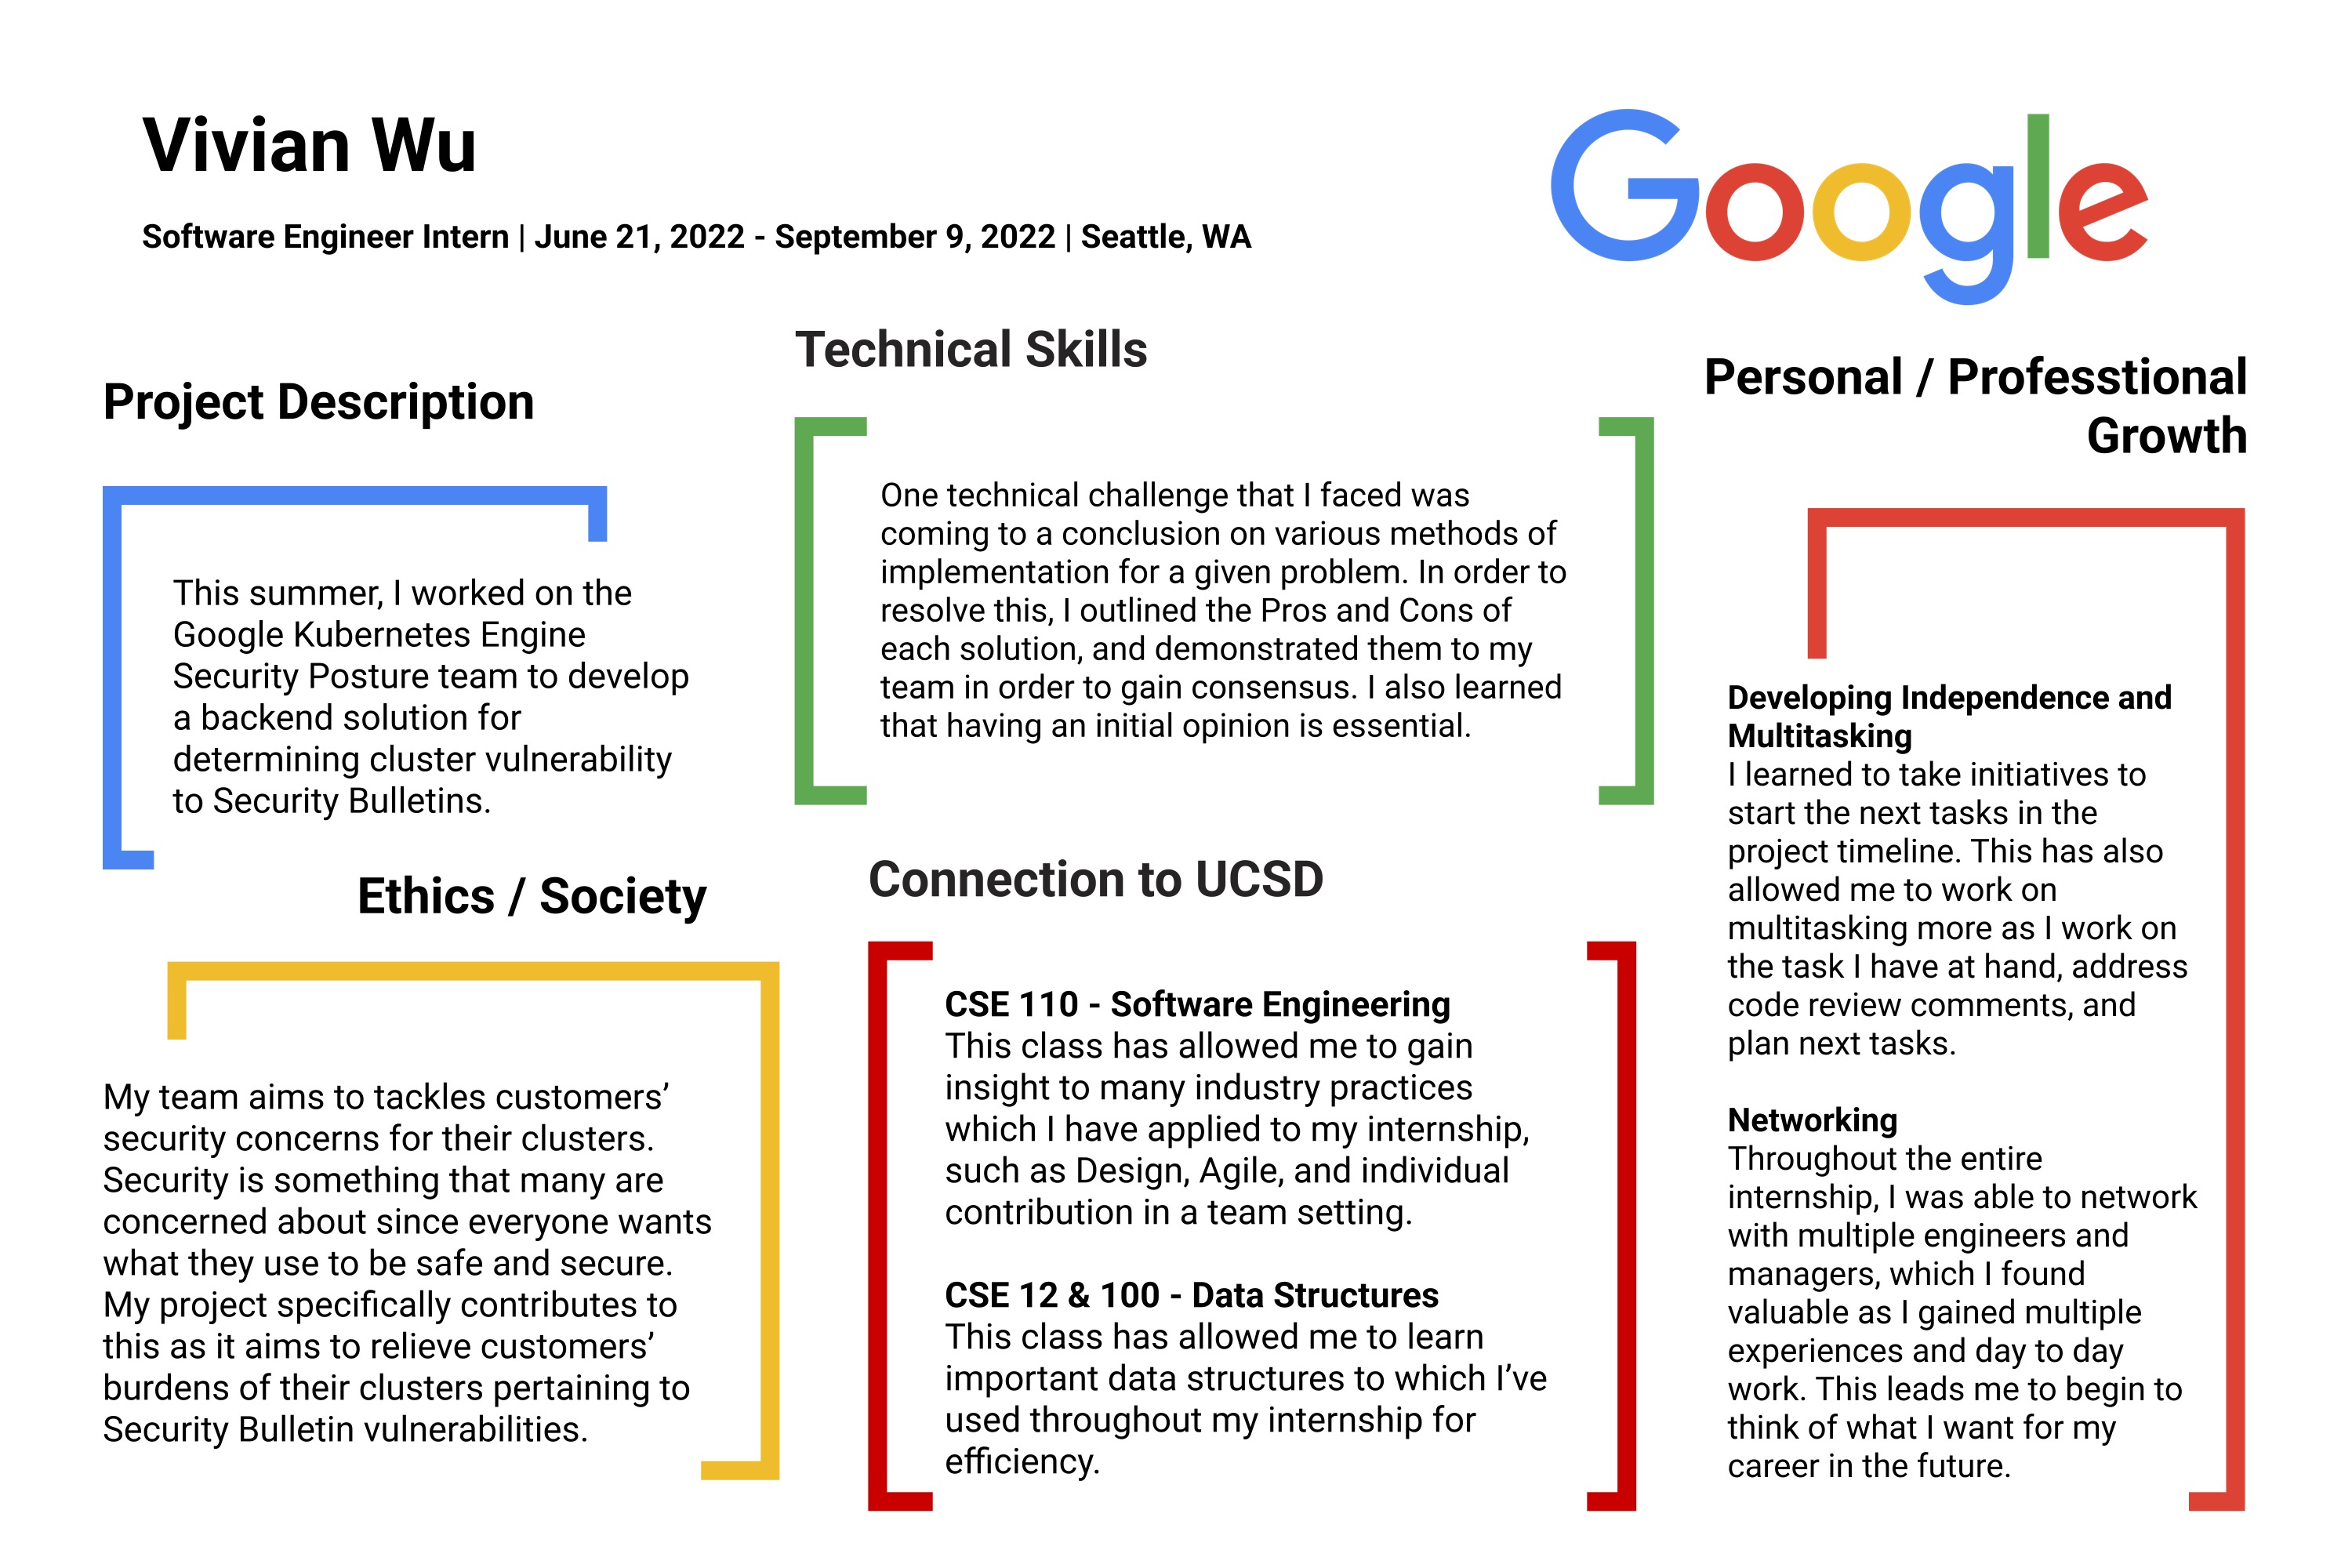 Vivian Wu
Software Engineer Intern | June 21, 2022 - September 9, 2022 | Seattle, WA
Google
Project Description
This summer, I worked on the
Google Kubernetes Engine
Security Posture team to develop
a backend solution for
determining cluster vulnerability
to Security Bulletins.
Ethics / Society
My team aims to tackles customers’
security concerns for their clusters.
Security is something that many are
concerned about since everyone wants
what they use to be safe and secure.
My project specifically contributes to
this as it aims to relieve customers’
burdens of their clusters pertaining to
Security Bulletin vulnerabilities.
Technical Skills
One technical challenge that I faced was
coming to a conclusion on various methods of
implementation for a given problem. In order to
resolve this, I outlined the Pros and Cons of
each solution, and demonstrated them to my
team in order to gain consensus. I also learned
that having an initial opinion is essential.
Connection to UCSD
CSE 110 - Software Engineering
This class has allowed me to gain
insight to many industry practices
which I have applied to my internship,
such as Design, Agile, and individual
contribution in a team setting.
CSE 12 & 100 - Data Structures
This class has allowed me to learn
important data structures to which I’ve
used throughout my internship for
efficiency.
Personal / Professtional
Growth
Developing Independence and
Multitasking
I learned to take initiatives to
start the next tasks in the
project timeline. This has also
allowed me to work on
multitasking more as I work on
the task I have at hand, address
code review comments, and
plan next tasks.
Networking
Throughout the entire
internship, I was able to network
with multiple engineers and
managers, which I found
valuable as I gained multiple
experiences and day to day
work. This leads me to begin to
think of what I want for my
career in the future.